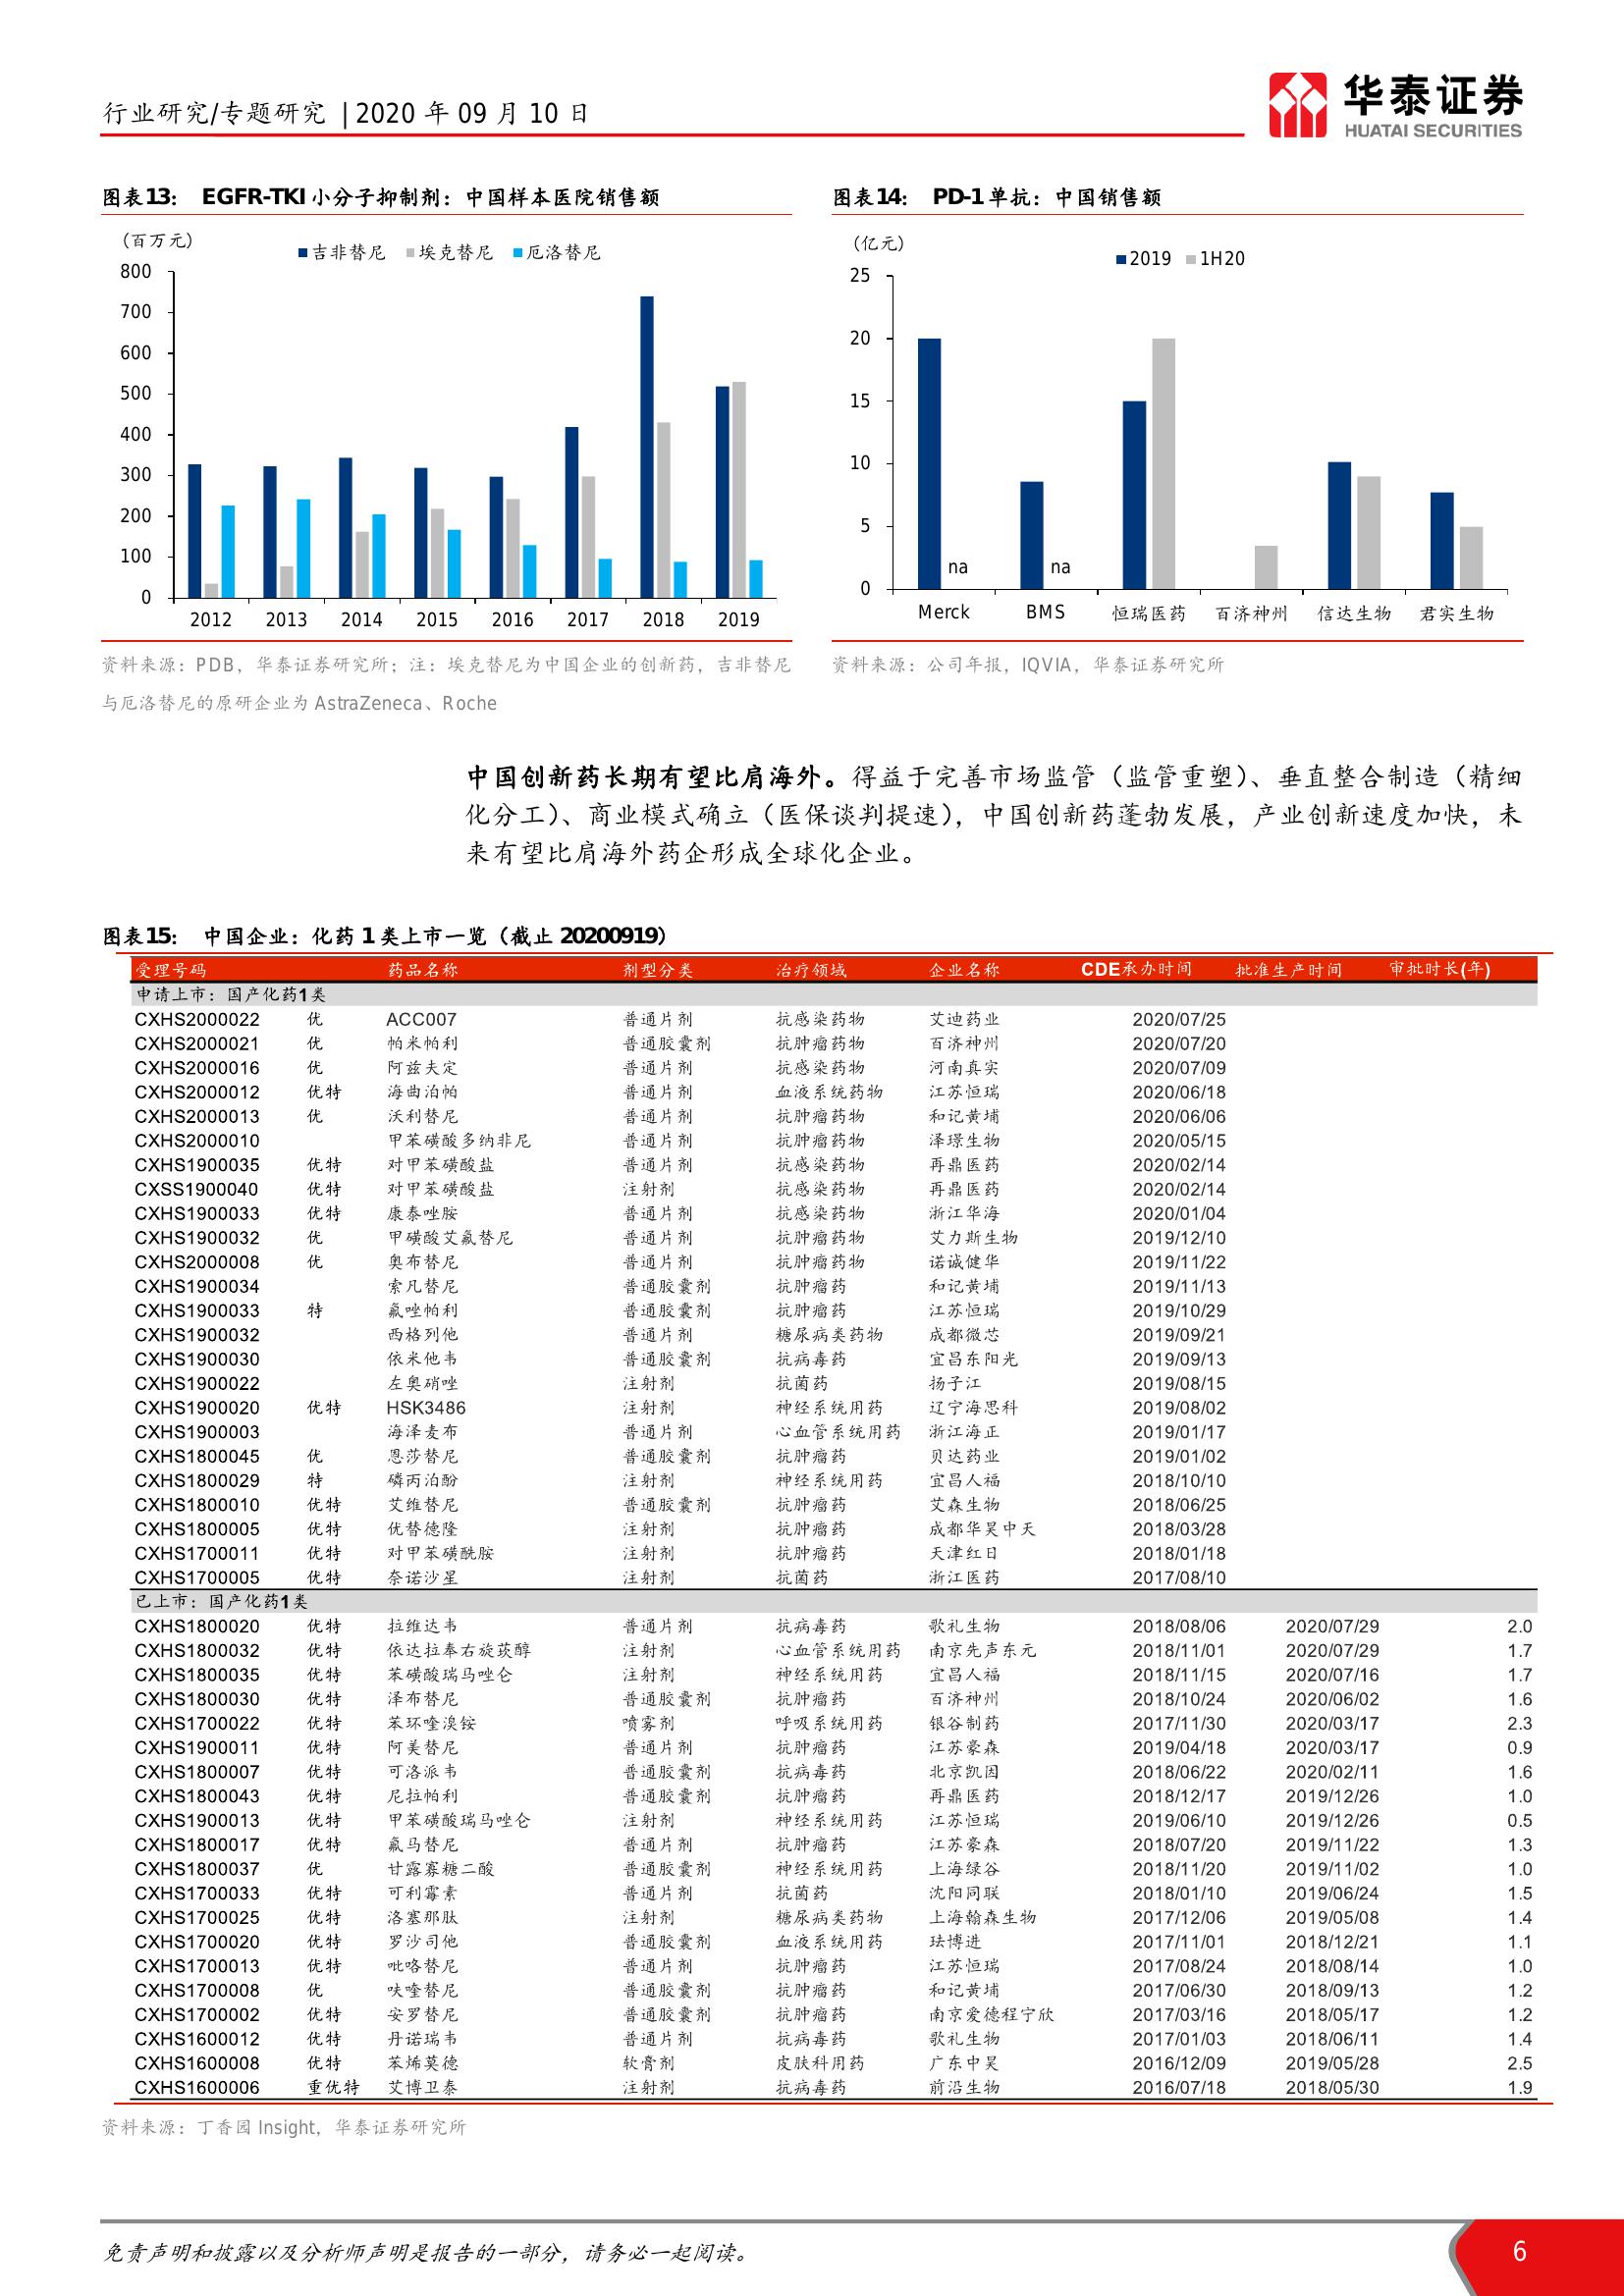 行业研究/专题研究 | 2020 年 09 月 10 日
华泰证券
HUATAI SECURITIES
图表13： EGFR-TKI 小分子抑制剂：中国样本医院销售额
（百万元）
吉非替尼 埃克替尼 厄洛替尼
800
700
600
500
400
300
200
100
0
2012 2013 2014 2015 2016 2017 2018 2019
资料来源：PDB，华泰证券研究所；注：埃克替尼为中国企业的创新药，吉非替尼
与厄洛替尼的原研企业为 AstraZeneca、Roche
图表14： PD-1 单抗：中国销售额
（亿元）
2019 1H20
25
20
15
10
5
0
na na
Merck BMS 恒瑞医药 百济神州 信达生物 君实生物
资料来源：公司年报，IQVIA，华泰证券研究所
中国创新药长期有望比肩海外。得益于完善市场监管（监管重塑）、垂直整合制造（精细
化分工）、商业模式确立（医保谈判提速），中国创新药蓬勃发展，产业创新速度加快，未
来有望比肩海外药企形成全球化企业。
图表15： 中国企业：化药 1 类上市一览（截止 20200919）
受理号码 药品名称 剂型分类 治疗领域 企业名称 CDE承办时间 批准生产时间 审批时长(年)
申请上市：国产化药1类
CXHS2000022 优 ACC007 普通片剂 抗感染药物 艾迪药业 2020/07/25
CXHS2000021 优 帕米帕利 普通胶囊剂 抗肿瘤药物 百济神州 2020/07/20
CXHS2000016 优 阿兹夫定 普通片剂 抗感染药物 河南真实 2020/07/09
CXHS2000012 优特 海曲泊帕 普通片剂 血液系统药物 江苏恒瑞 2020/06/18
CXHS2000013 优 沃利替尼 普通片剂 抗肿瘤药物 和记黄埔 2020/06/06
CXHS2000010 甲苯磺酸多纳非尼 普通片剂 抗肿瘤药物 泽璟生物 2020/05/15
CXHS1900035 优特 对甲苯磺酸盐 普通片剂 抗感染药物 再鼎医药 2020/02/14
CXSS1900040 优特 对甲苯磺酸盐 注射剂 抗感染药物 再鼎医药 2020/02/14
CXHS1900033 优特 康泰唑胺 普通片剂 抗感染药物 浙江华海 2020/01/04
CXHS1900032 优 甲磺酸艾氟替尼 普通片剂 抗肿瘤药物 艾力斯生物 2019/12/10
CXHS2000008 优 奥布替尼 普通片剂 抗肿瘤药物 诺诚健华 2019/11/22
CXHS1900034 索凡替尼 普通胶囊剂 抗肿瘤药 和记黄埔 2019/11/13
CXHS1900033 特 氟唑帕利 普通胶囊剂 抗肿瘤药 江苏恒瑞 2019/10/29
CXHS1900032 西格列他 普通片剂 糖尿病类药物 成都微芯 2019/09/21
CXHS1900030 依米他韦 普通胶囊剂 抗病毒药 宜昌东阳光 2019/09/13
CXHS1900022 左奥硝唑 注射剂 抗菌药 扬子江 2019/08/15
CXHS1900020 优特 HSK3486 注射剂 神经系统用药 辽宁海思科 2019/08/02
CXHS1900003 海泽麦布 普通片剂 心血管系统用药 浙江海正 2019/01/17
CXHS1800045 优 恩莎替尼 普通胶囊剂 抗肿瘤药 贝达药业 2019/01/02
CXHS1800029 特 磷丙泊酚 注射剂 神经系统用药 宜昌人福 2018/10/10
CXHS1800010 优特 艾维替尼 普通胶囊剂 抗肿瘤药 艾森生物 2018/06/25
CXHS1800005 优特 优替德隆 注射剂 抗肿瘤药 成都华昊中天 2018/03/28
CXHS1700011 优特 对甲苯磺酰胺 注射剂 抗肿瘤药 天津红日 2018/01/18
CXHS1700005 优特 奈诺沙星 注射剂 抗菌药 浙江医药 2017/08/10
已上市：国产化药1类
CXHS1800020 优特 拉维达韦 普通片剂 抗病毒药 歌礼生物 2018/08/06 2020/07/29 2.0
CXHS1800032 优特 依达拉奉右旋莰醇 注射剂 心血管系统用药 南京先声东元 2018/11/01 2020/07/29 1.7
CXHS1800035 优特 苯磺酸瑞马唑仑 注射剂 神经系统用药 宜昌人福 2018/11/15 2020/07/16 1.7
CXHS1800030 优特 泽布替尼 普通胶囊剂 抗肿瘤药 百济神州 2018/10/24 2020/06/02 1.6
CXHS1700022 优特 苯环喹溴铵 喷雾剂 呼吸系统用药 银谷制药 2017/11/30 2020/03/17 2.3
CXHS1900011 优特 阿美替尼 普通片剂 抗肿瘤药 江苏豪森 2019/04/18 2020/03/17 0.9
CXHS1800007 优特 可洛派韦 普通胶囊剂 抗病毒药 北京凯因 2018/06/22 2020/02/11 1.6
CXHS1800043 优特 尼拉帕利 普通胶囊剂 抗肿瘤药 再鼎医药 2018/12/17 2019/12/26 1.0
CXHS1900013 优特 甲苯磺酸瑞马唑仑 注射剂 神经系统用药 江苏恒瑞 2019/06/10 2019/12/26 0.5
CXHS1800017 优特 氟马替尼 普通片剂 抗肿瘤药 江苏豪森 2018/07/20 2019/11/22 1.3
CXHS1800037 优 甘露寡糖二酸 普通胶囊剂 神经系统用药 上海绿谷 2018/11/20 2019/11/02 1.0
CXHS1700033 优特 可利霉素 普通片剂 抗菌药 沈阳同联 2018/01/10 2019/06/24 1.5
CXHS1700025 优特 洛塞那肽 注射剂 糖尿病类药物 上海翰森生物 2017/12/06 2019/05/08 1.4
CXHS1700020 优特 罗沙司他 普通胶囊剂 血液系统用药 珐博进 2017/11/01 2018/12/21 1.1
CXHS1700013 优特 吡咯替尼 普通片剂 抗肿瘤药 江苏恒瑞 2017/08/24 2018/08/14 1.0
CXHS1700008 优 呋喹替尼 普通胶囊剂 抗肿瘤药 和记黄埔 2017/06/30 2018/09/13 1.2
CXHS1700002 优特 安罗替尼 普通胶囊剂 抗肿瘤药 南京爱德程宁欣 2017/03/16 2018/05/17 1.2
CXHS1600012 优特 丹诺瑞韦 普通片剂 抗病毒药 歌礼生物 2017/01/03 2018/06/11 1.4
CXHS1600008 优特 苯烯莫德 软膏剂 皮肤科用药 广东中昊 2016/12/09 2019/05/28 2.5
CXHS1600006 重优特 艾博卫泰 注射剂 抗病毒药 前沿生物 2016/07/18 2018/05/30 1.9
资料来源：丁香园 Insight，华泰证券研究所
免责声明和披露以及分析师声明是报告的一部分，请务必一起阅读。
6